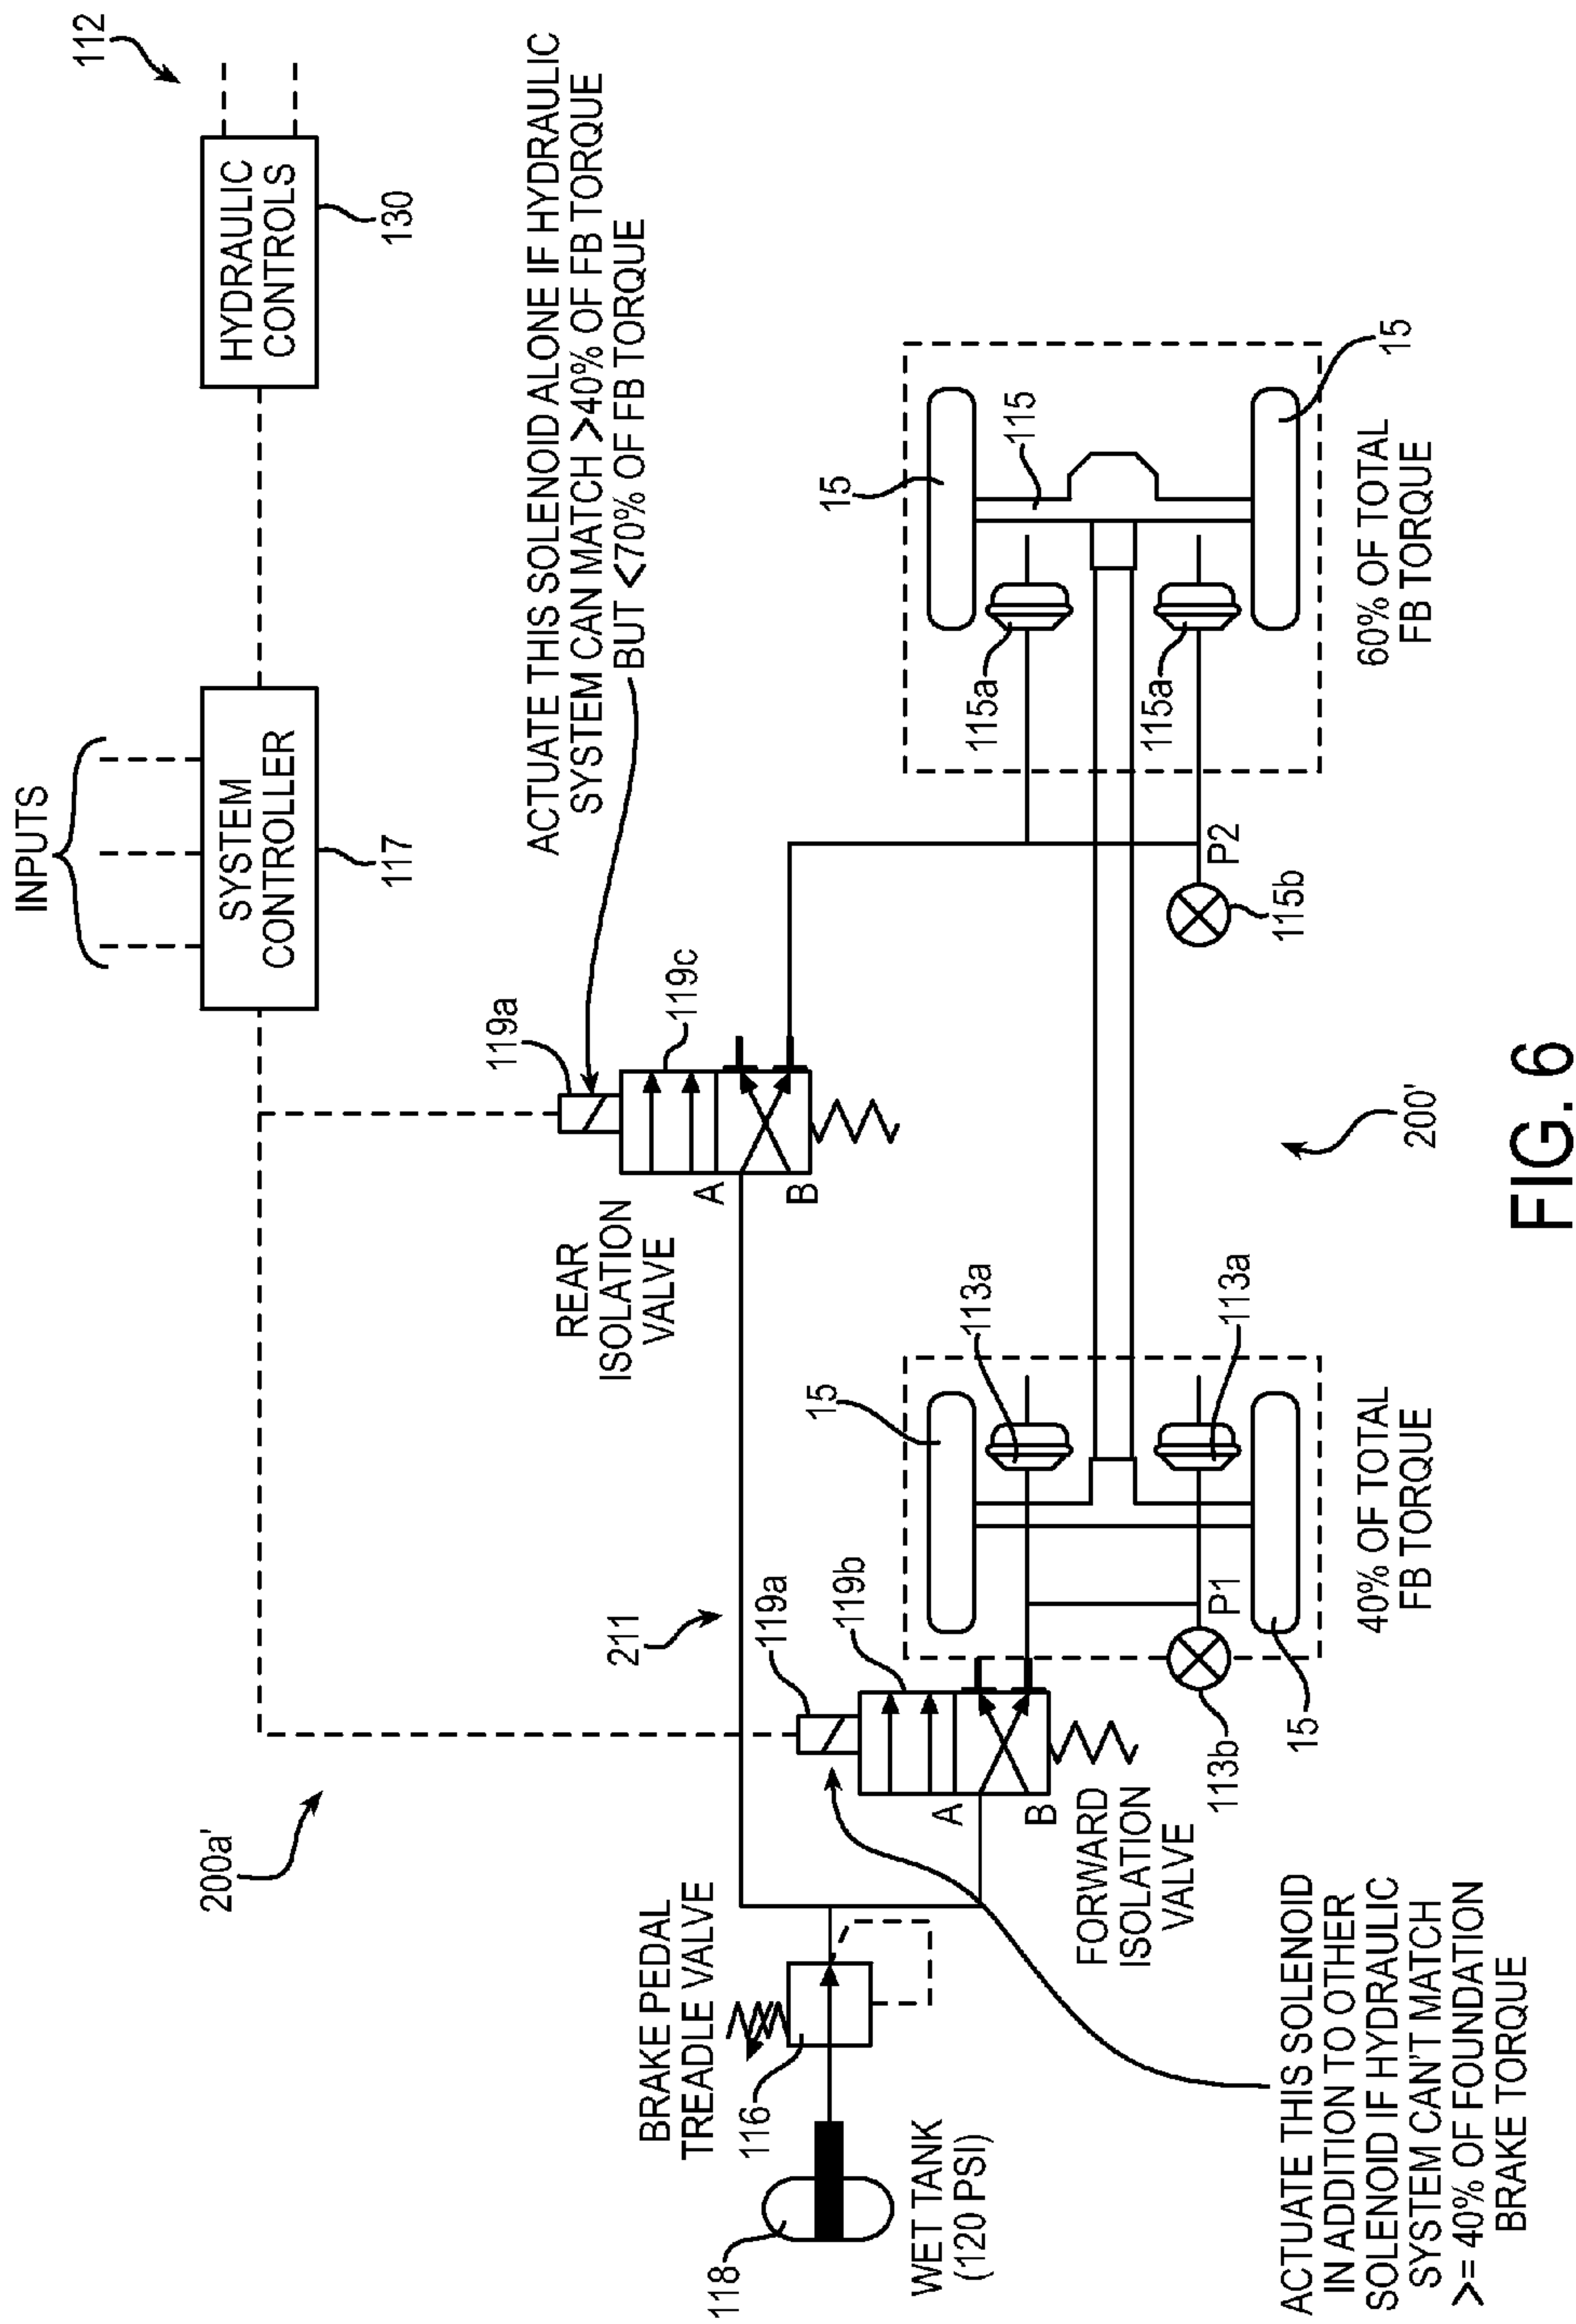 112
INPUTS
SYSTEM
CONTROLLER
117
HYDRAULIC
CONTROLS
130
200a'
ACTUATE THIS SOLENOID ALONE IF HYDRAULIC
SYSTEM CAN MATCH >40% OF FB TORQUE
BUT <70% OF FB TORQUE
119a
119c
A
B
REAR
ISOLATION
VALVE
211
BRAKE PEDAL
TREADLE VALVE
116
118
WET TANK
(120 PSI)
119a
119b
A
B
FORWARD
ISOLATION
VALVE
15
113a
113a
P1
113b
15
40% OF TOTAL
FB TORQUE
15
115
115a
115a
P2
115b
15
60% OF TOTAL
FB TORQUE
ACTUATE THIS SOLENOID
IN ADDITION TO OTHER
SOLENOID IF HYDRAULIC
SYSTEM CAN'T MATCH
>= 40% OF FOUNDATION
BRAKE TORQUE
200'
FIG. 6